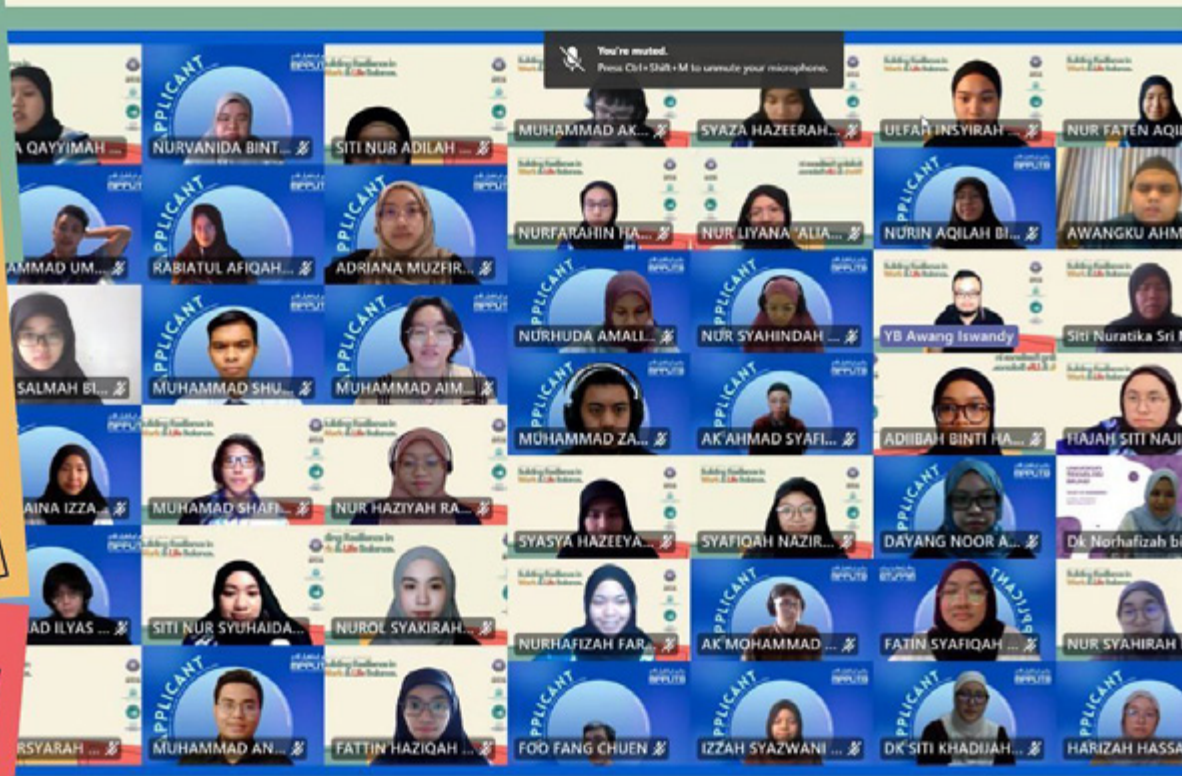 You're muted.
Press Ctrl+Shift+M to unmute your microphone.
A QAYYIMAH ...
NURVANIDA BINT...
SITI NUR ADILAH ...
MUHAMMAD AK...
SYAZA HAZEERAH...
ULFAH INSYIRAH ...
NUR FATEN AQIL
AMMAD UM...
RABIATUL AFIQAH...
ADRIANA MUZFIR...
NURFARAHIN HA...
NUR LIYANA 'ALIA...
NURIN AQILAH BI...
AWANGKU AHM
SALMAH BI...
MUHAMMAD SHU...
MUHAMMAD AIM...
NURHUDA AMALI...
NUR SYAHINDAH ...
YB Awang Iswandy
Siti Nuratika Sri
AINA IZZA...
MUHAMAD SHAFI...
NUR HAZIYAH RA...
MUHAMMAD ZA...
AK AHMAD SYAFI...
ADIIBAH BINTI HA...
HAJAH SITI NAJI
AD ILYAS ...
SITI NUR SYUHAIDA...
NUROL SYAKIRAH...
SYASYA HAZEEYA...
SYAFIQAH NAZIR...
DAYANG NOOR A...
Dk Norhafizah bi
RSYARAH ...
MUHAMMAD AN...
FATTIN HAZIQAH ...
NURHAFIZAH FAR...
AK MOHAMMAD ...
FATIN SYAFIQAH ...
NUR SYAHIRAH
FOO FANG CHUEN
IZZAH SYAZWANI ...
DK SITI KHADIJAH...
HARIZAH HASSA
APPLICANT
Building Resilience in
Work & Life Balance.